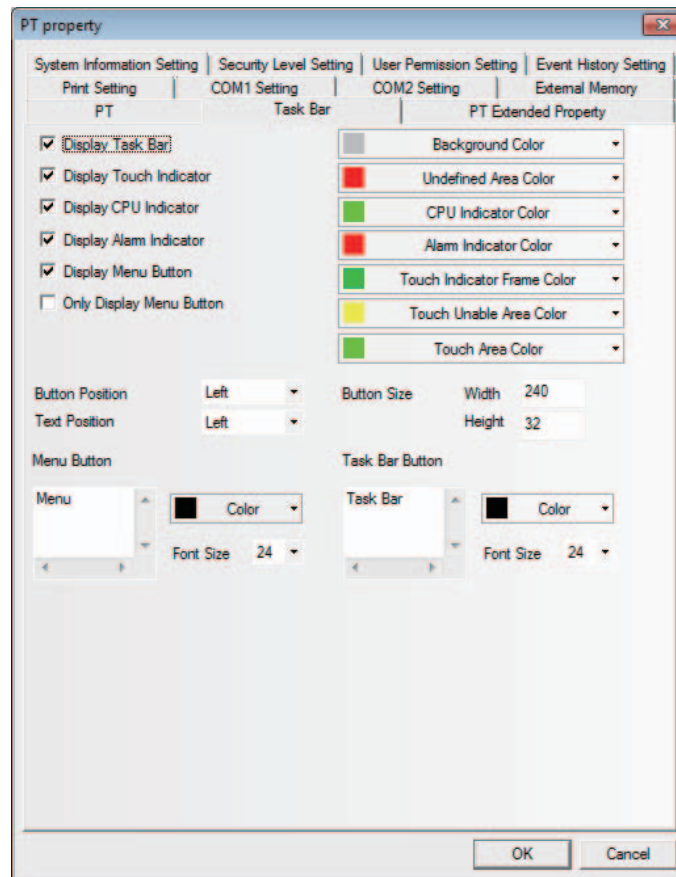 PT property
System Information Setting Security Level Setting User Permission Setting Event History Setting
Print Setting COM1 Setting COM2 Setting External Memory
PT Task Bar PT Extended Property
Display Task Bar Background Color
Display Touch Indicator Undefined Area Color
Display CPU Indicator CPU Indicator Color
Display Alarm Indicator Alarm Indicator Color
Display Menu Button Touch Indicator Frame Color
Only Display Menu Button Touch Unable Area Color
Touch Area Color
Button Position Left Button Size Width 240
Text Position Left Height 32
Menu Button Task Bar Button
Menu Color Task Bar Color
Font Size 24 Font Size 24
OK Cancel